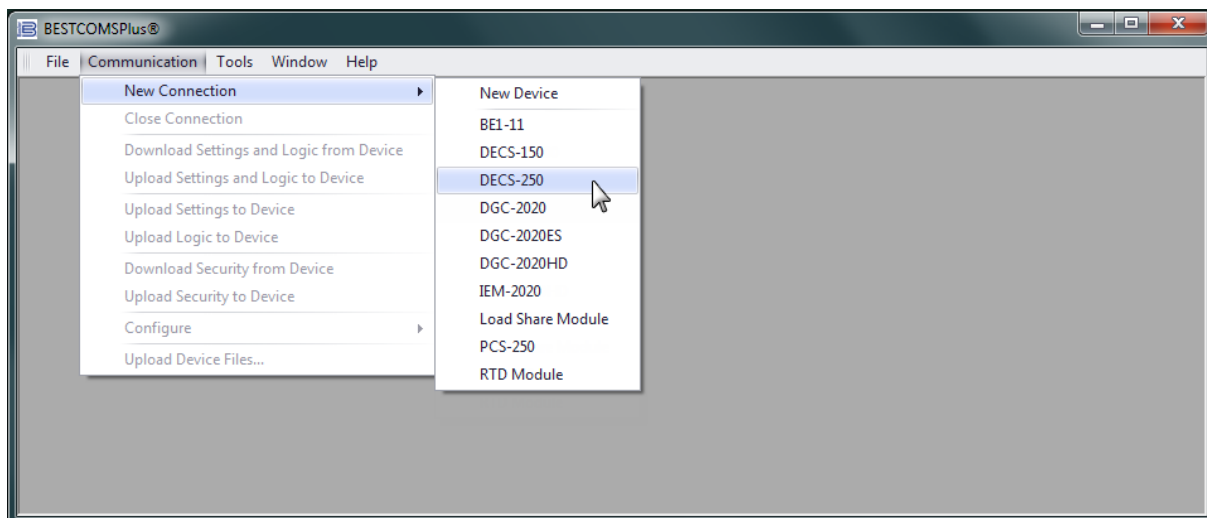 BESTCOMSPlus®
File Communication Tools Window Help
New Connection
Close Connection
Download Settings and Logic from Device
Upload Settings and Logic to Device
Upload Settings to Device
Upload Logic to Device
Download Security from Device
Upload Security to Device
Configure
Upload Device Files...
New Device
BE1-11
DECS-150
DECS-250
DGC-2020
DGC-2020ES
DGC-2020HD
IEM-2020
Load Share Module
PCS-250
RTD Module